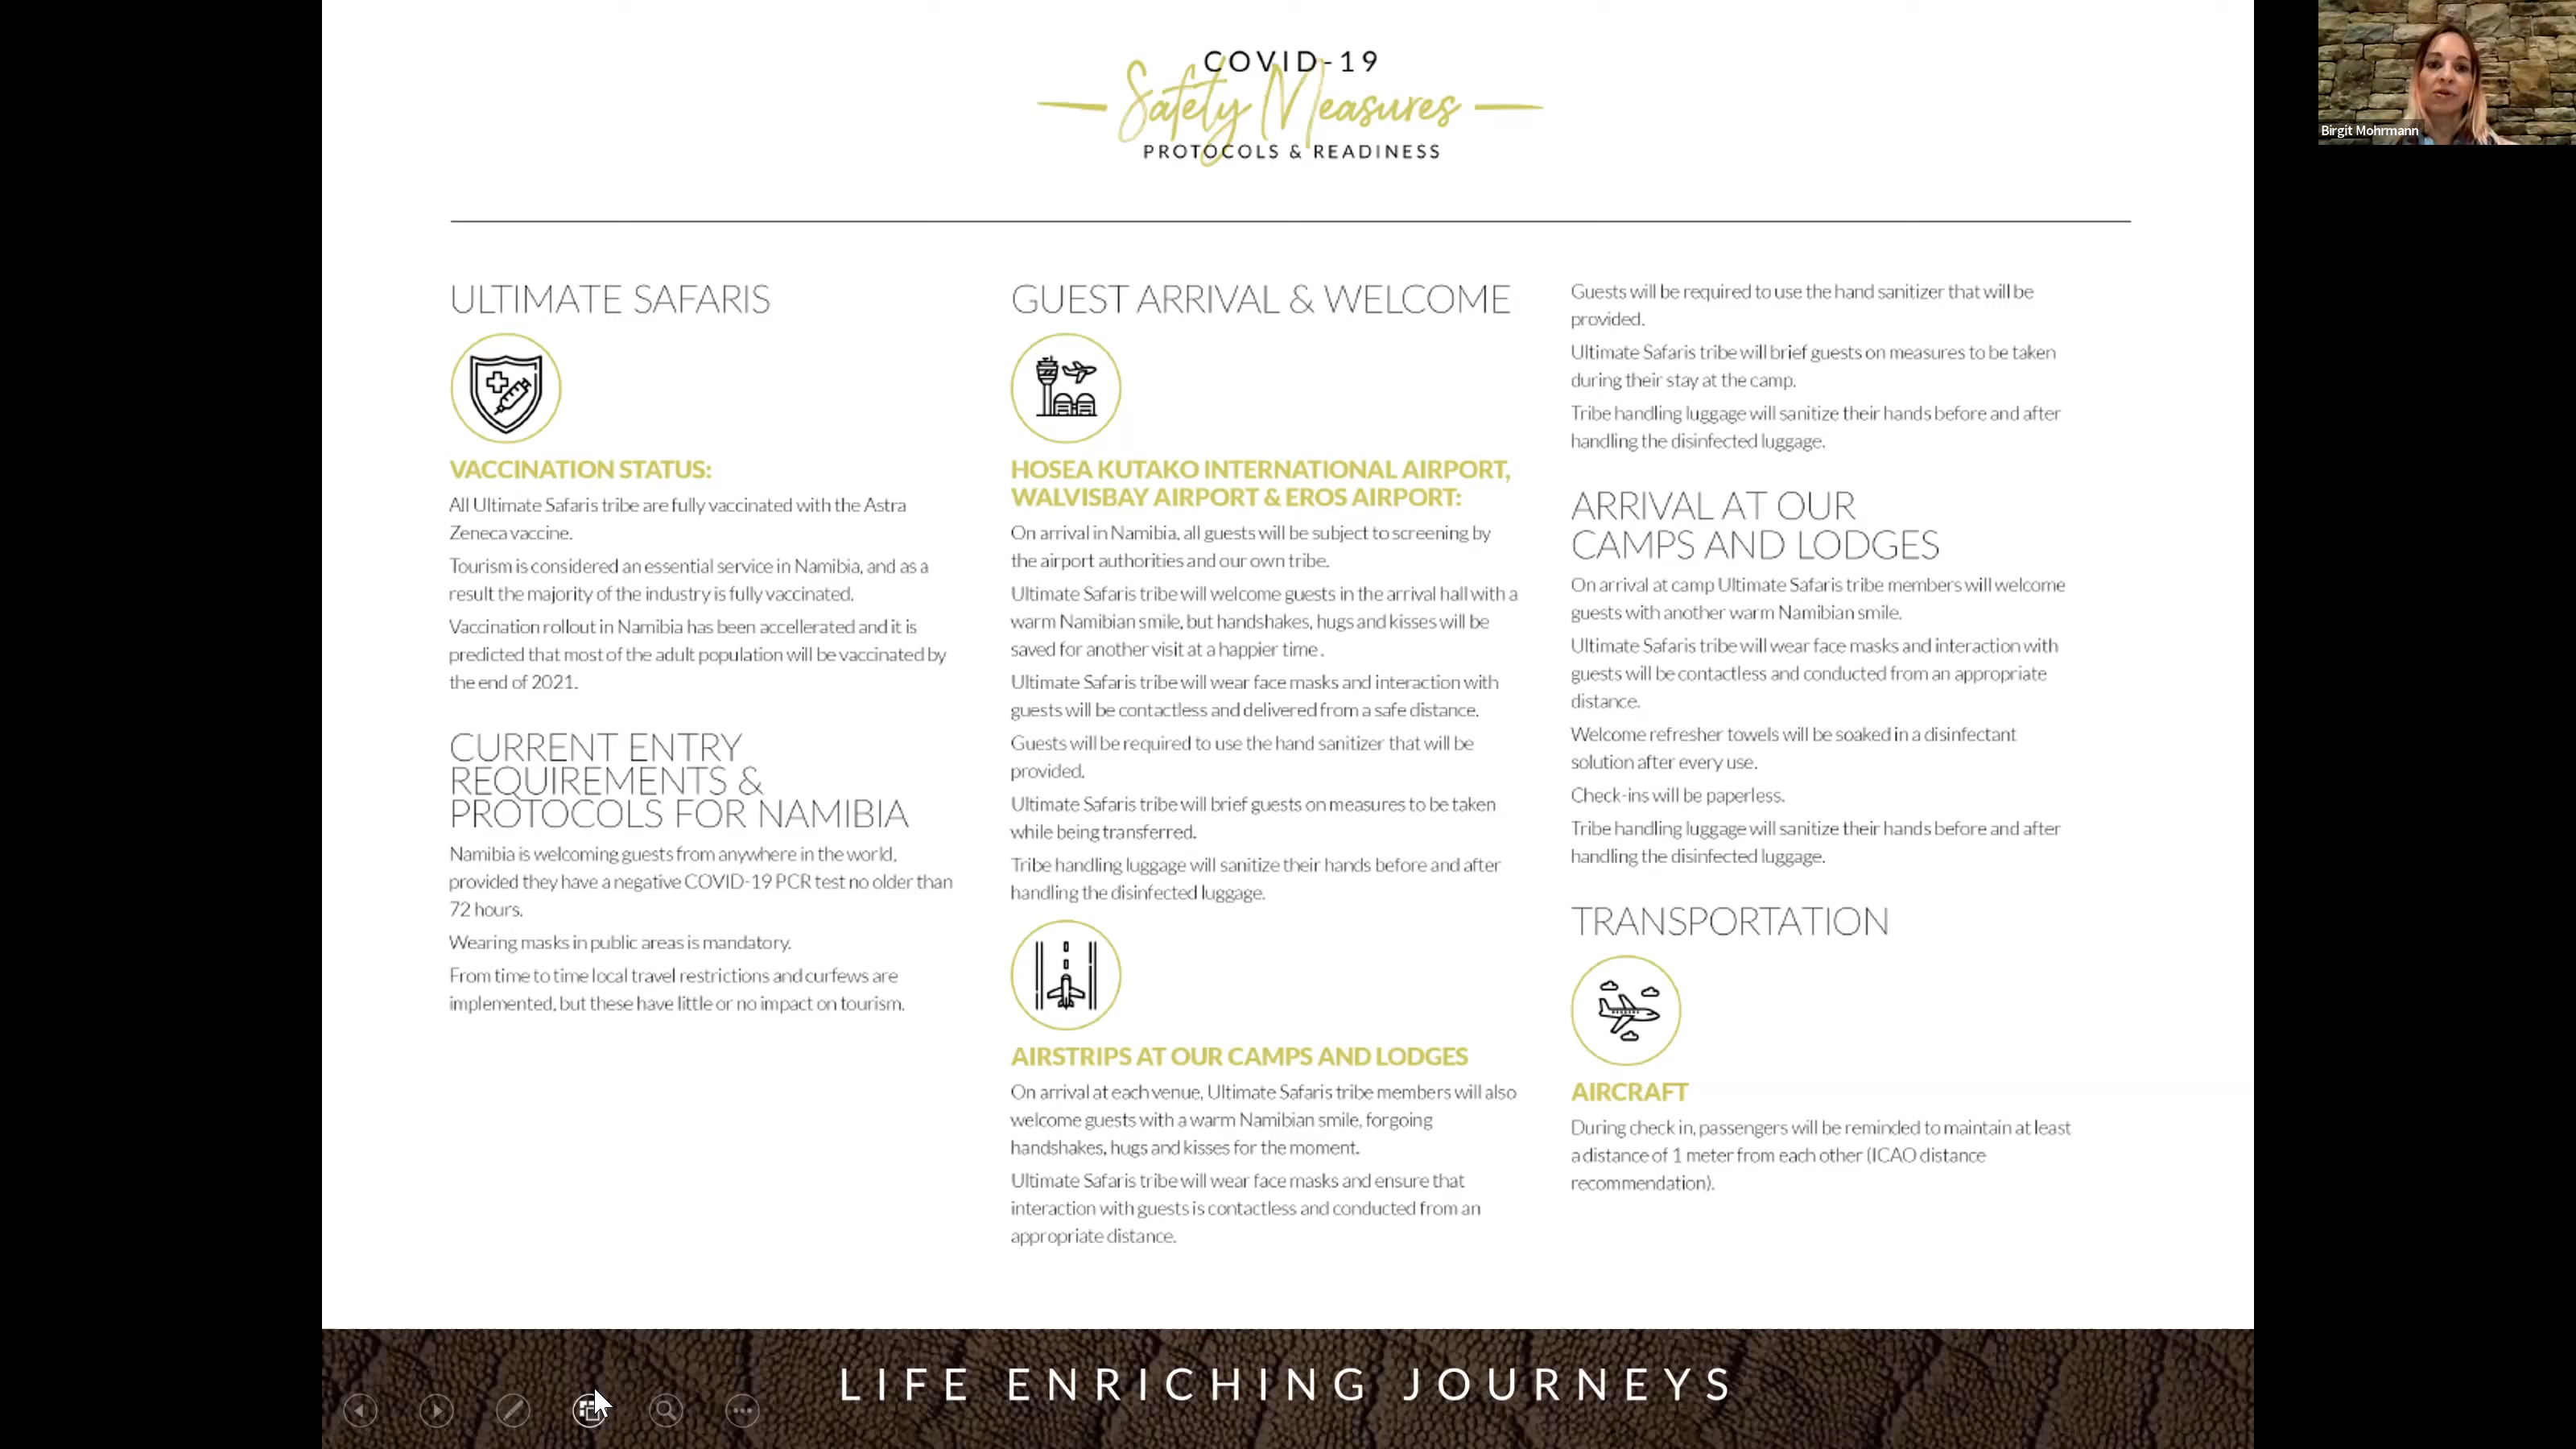 COVID-19
Safety Measures
PROTOCOLS & READINESS
ULTIMATE SAFARIS
VACCINATION STATUS:
All Ultimate Safaris tribe are fully vaccinated with the Astra
Zeneca vaccine.
Tourism is considered an essential service in Namibia, and as a
result the majority of the industry is fully vaccinated.
Vaccination rollout in Namibia has been accellerated and it is
predicted that most of the adult population will be vaccinated by
the end of 2021.
CURRENT ENTRY
REQUIREMENTS &
PROTOCOLS FOR NAMIBIA
Namibia is welcoming guests from anywhere in the world,
provided they have a negative COVID-19 PCR test no older than
72 hours.
Wearing masks in public areas is mandatory.
From time to time local travel restrictions and curfews are
implemented, but these have little or no impact on tourism.
GUEST ARRIVAL & WELCOME
HOSEA KUTAKO INTERNATIONAL AIRPORT,
WALVISBAY AIRPORT & EROS AIRPORT:
On arrival in Namibia, all guests will be subject to screening by
the airport authorities and our own tribe.
Ultimate Safaris tribe will welcome guests in the arrival hall with a
warm Namibian smile, but handshakes, hugs and kisses will be
saved for another visit at a happier time.
Ultimate Safaris tribe will wear face masks and interaction with
guests will be contactless and delivered from a safe distance.
Guests will be required to use the hand sanitizer that will be
provided.
Ultimate Safaris tribe will brief guests on measures to be taken
while being transferred.
Tribe handling luggage will sanitize their hands before and after
handling the disinfected luggage.
AIRSTRIPS AT OUR CAMPS AND LODGES
On arrival at each venue, Ultimate Safaris tribe members will also
welcome guests with a warm Namibian smile, forgoing
handshakes, hugs and kisses for the moment.
Ultimate Safaris tribe will wear face masks and ensure that
interaction with guests is contactless and conducted from an
appropriate distance.
Guests will be required to use the hand sanitizer that will be
provided.
Ultimate Safaris tribe will brief guests on measures to be taken
during their stay at the camp.
Tribe handling luggage will sanitize their hands before and after
handling the disinfected luggage.
ARRIVAL AT OUR
CAMPS AND LODGES
On arrival at camp Ultimate Safaris tribe members will welcome
guests with another warm Namibian smile.
Ultimate Safaris tribe will wear face masks and interaction with
guests will be contactless and conducted from an appropriate
distance.
Welcome refresher towels will be soaked in a disinfectant
solution after every use.
Check-ins will be paperless.
Tribe handling luggage will sanitize their hands before and after
handling the disinfected luggage.
TRANSPORTATION
AIRCRAFT
During check in, passengers will be reminded to maintain at least
a distance of 1 meter from each other (ICAO distance
recommendation).
LIFE ENRICHING JOURNEYS
Birgit Mohrmann